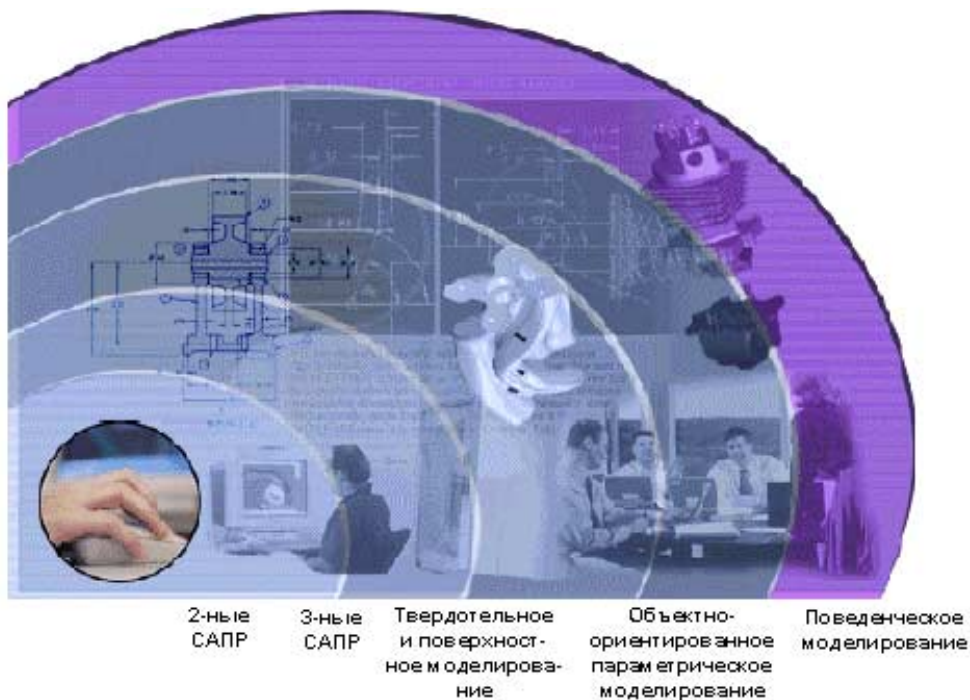 2-ные
САПР
3-ные
САПР
Твердотельное
и поверхност-
ное моделирова-
ние
Объектно-
ориентированное
параметрическое
моделирование
Поведенческое
моделирование